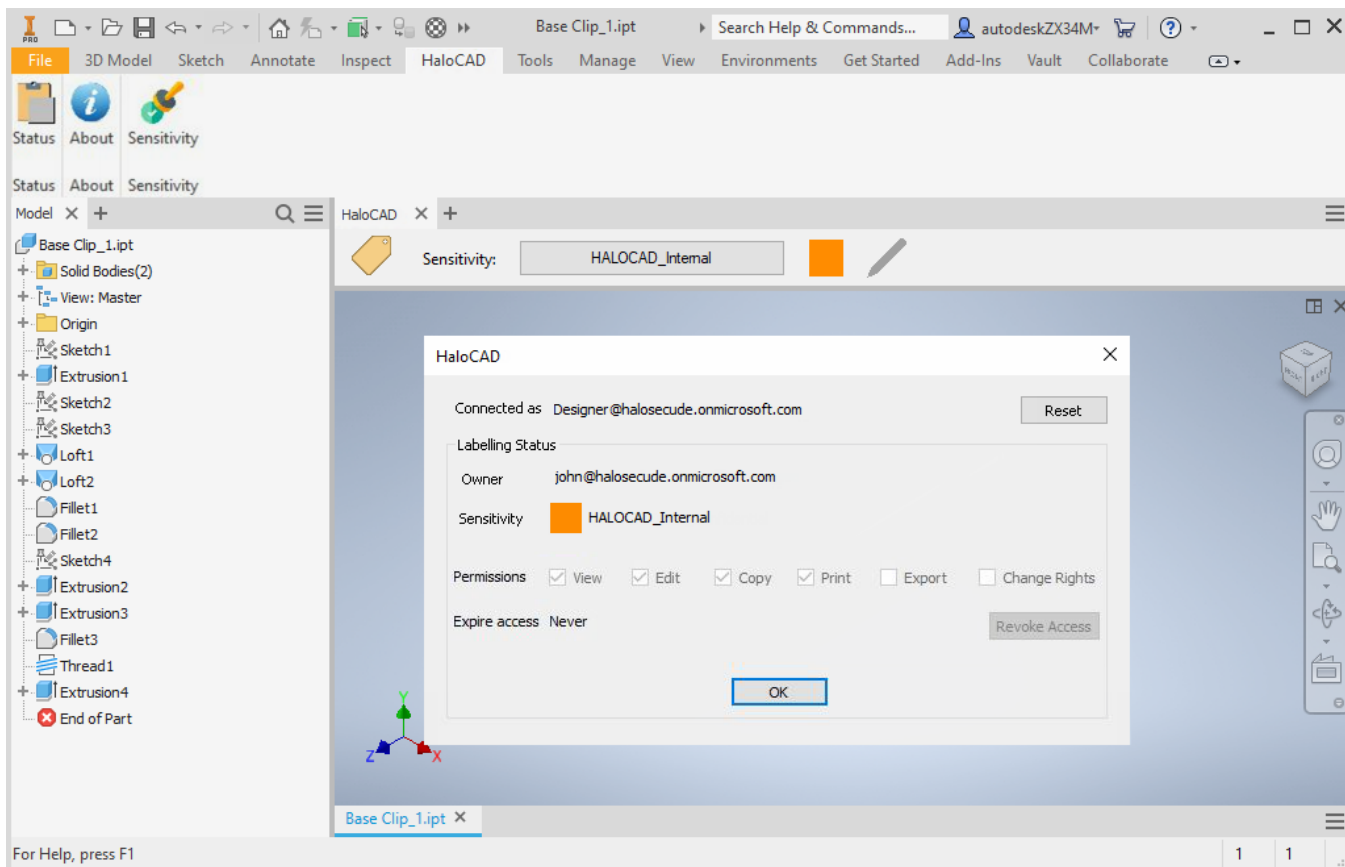 PRO
Base Clip_1.ipt
Search Help & Commands...
autodeskZX34M
File 3D Model Sketch Annotate Inspect HaloCAD Tools Manage View Environments Get Started Add-Ins Vault Collaborate
Status About Sensitivity
Status About Sensitivity
Model
HaloCAD
Base Clip_1.ipt
Solid Bodies(2)
View: Master
Origin
Sketch1
Extrusion1
Sketch2
Sketch3
Loft1
Loft2
Fillet1
Fillet2
Sketch4
Extrusion2
Extrusion3
Fillet3
Thread1
Extrusion4
End of Part
Sensitivity: HALOCAD_Internal
HaloCAD
Connected as Designer@halosecude.onmicrosoft.com Reset
Labelling Status
Owner john@halosecude.onmicrosoft.com
Sensitivity HALOCAD_Internal
Permissions View Edit Copy Print Export Change Rights
Expire access Never Revoke Access
OK
Y
Z X
Base Clip_1.ipt
For Help, press F1 1 1